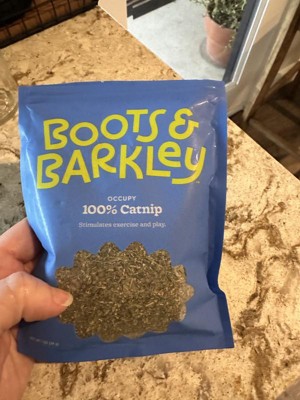 BOOTS &
BARKLEY
OCCUPY
100% Catnip
Stimulates exercise and play.